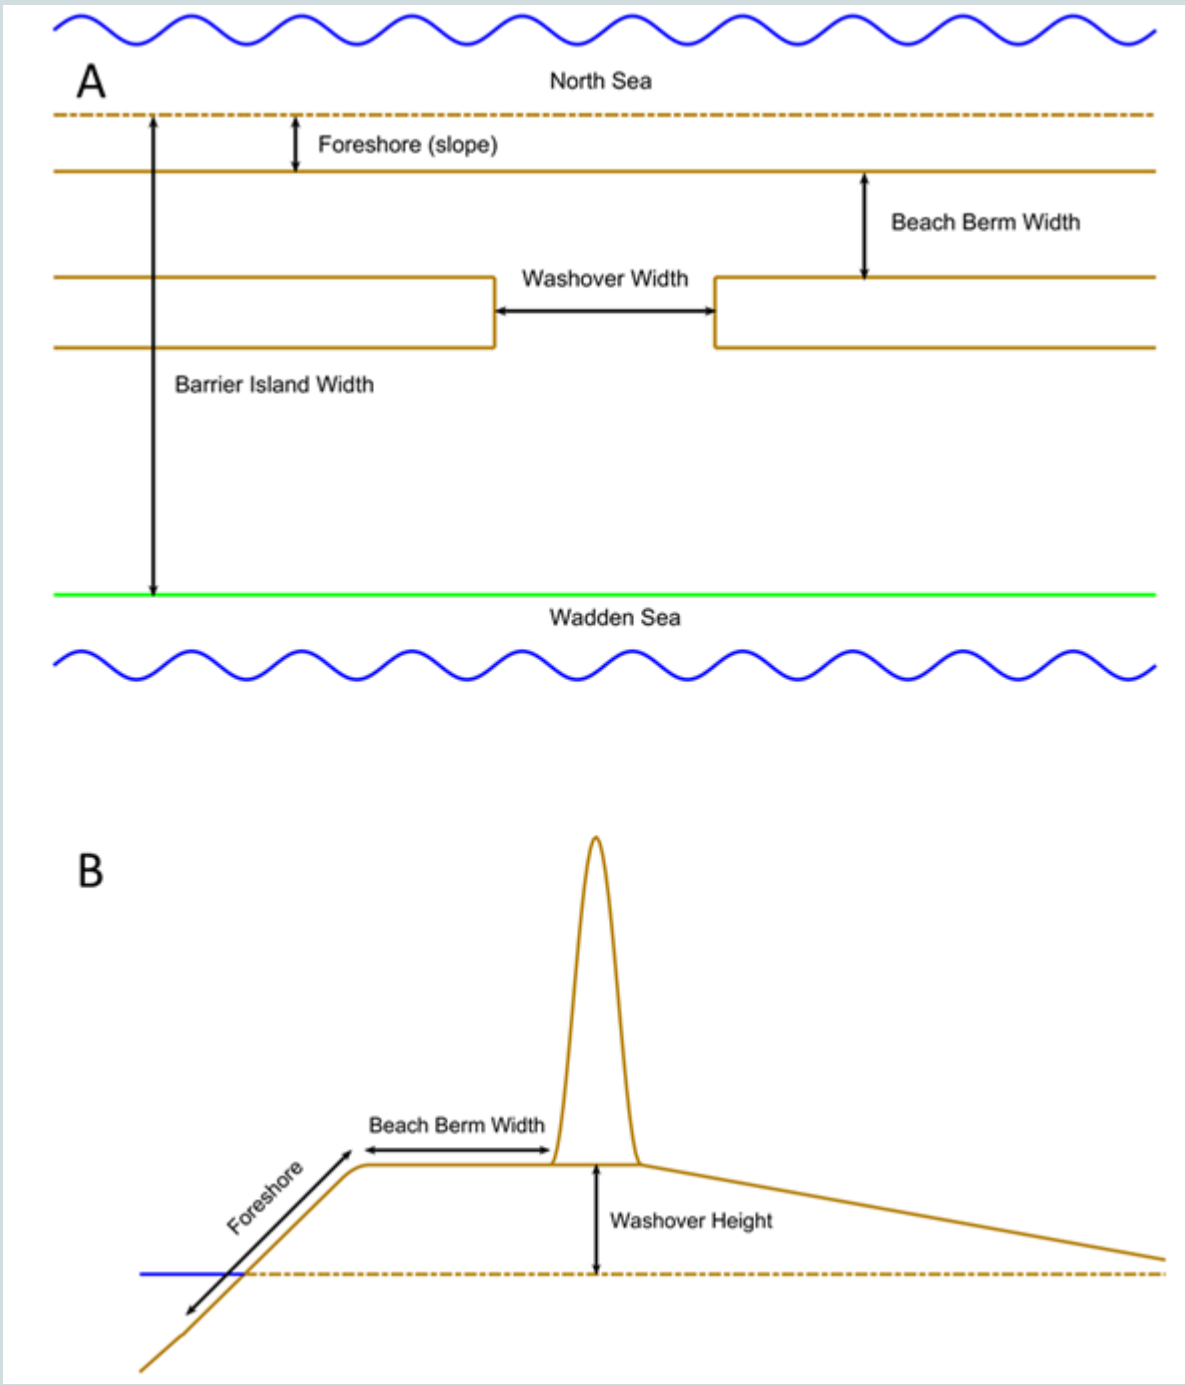 A
North Sea
Foreshore (slope)
Beach Berm Width
Washover Width
Barrier Island Width
Wadden Sea
B
Beach Berm Width
Foreshore
Washover Height